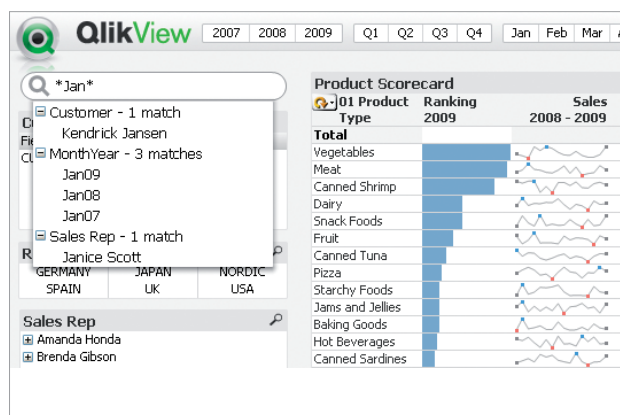 QlikView
2007 2008 2009 Q1 Q2 Q3 Q4 Jan Feb Mar
*Jan*
Customer - 1 match
Kendrick Jansen
MonthYear - 3 matches
Jan09
Jan08
Jan07
Sales Rep - 1 match
Janice Scott
GERMANY JAPAN NORDIC
SPAIN UK USA
Sales Rep
Amanda Honda
Brenda Gibson
Product Scorecard
01 Product Ranking Sales
Type 2009 2008 - 2009
Total
Vegetables
Meat
Canned Shrimp
Dairy
Snack Foods
Fruit
Canned Tuna
Pizza
Starchy Foods
Jams and Jellies
Baking Goods
Hot Beverages
Canned Sardines